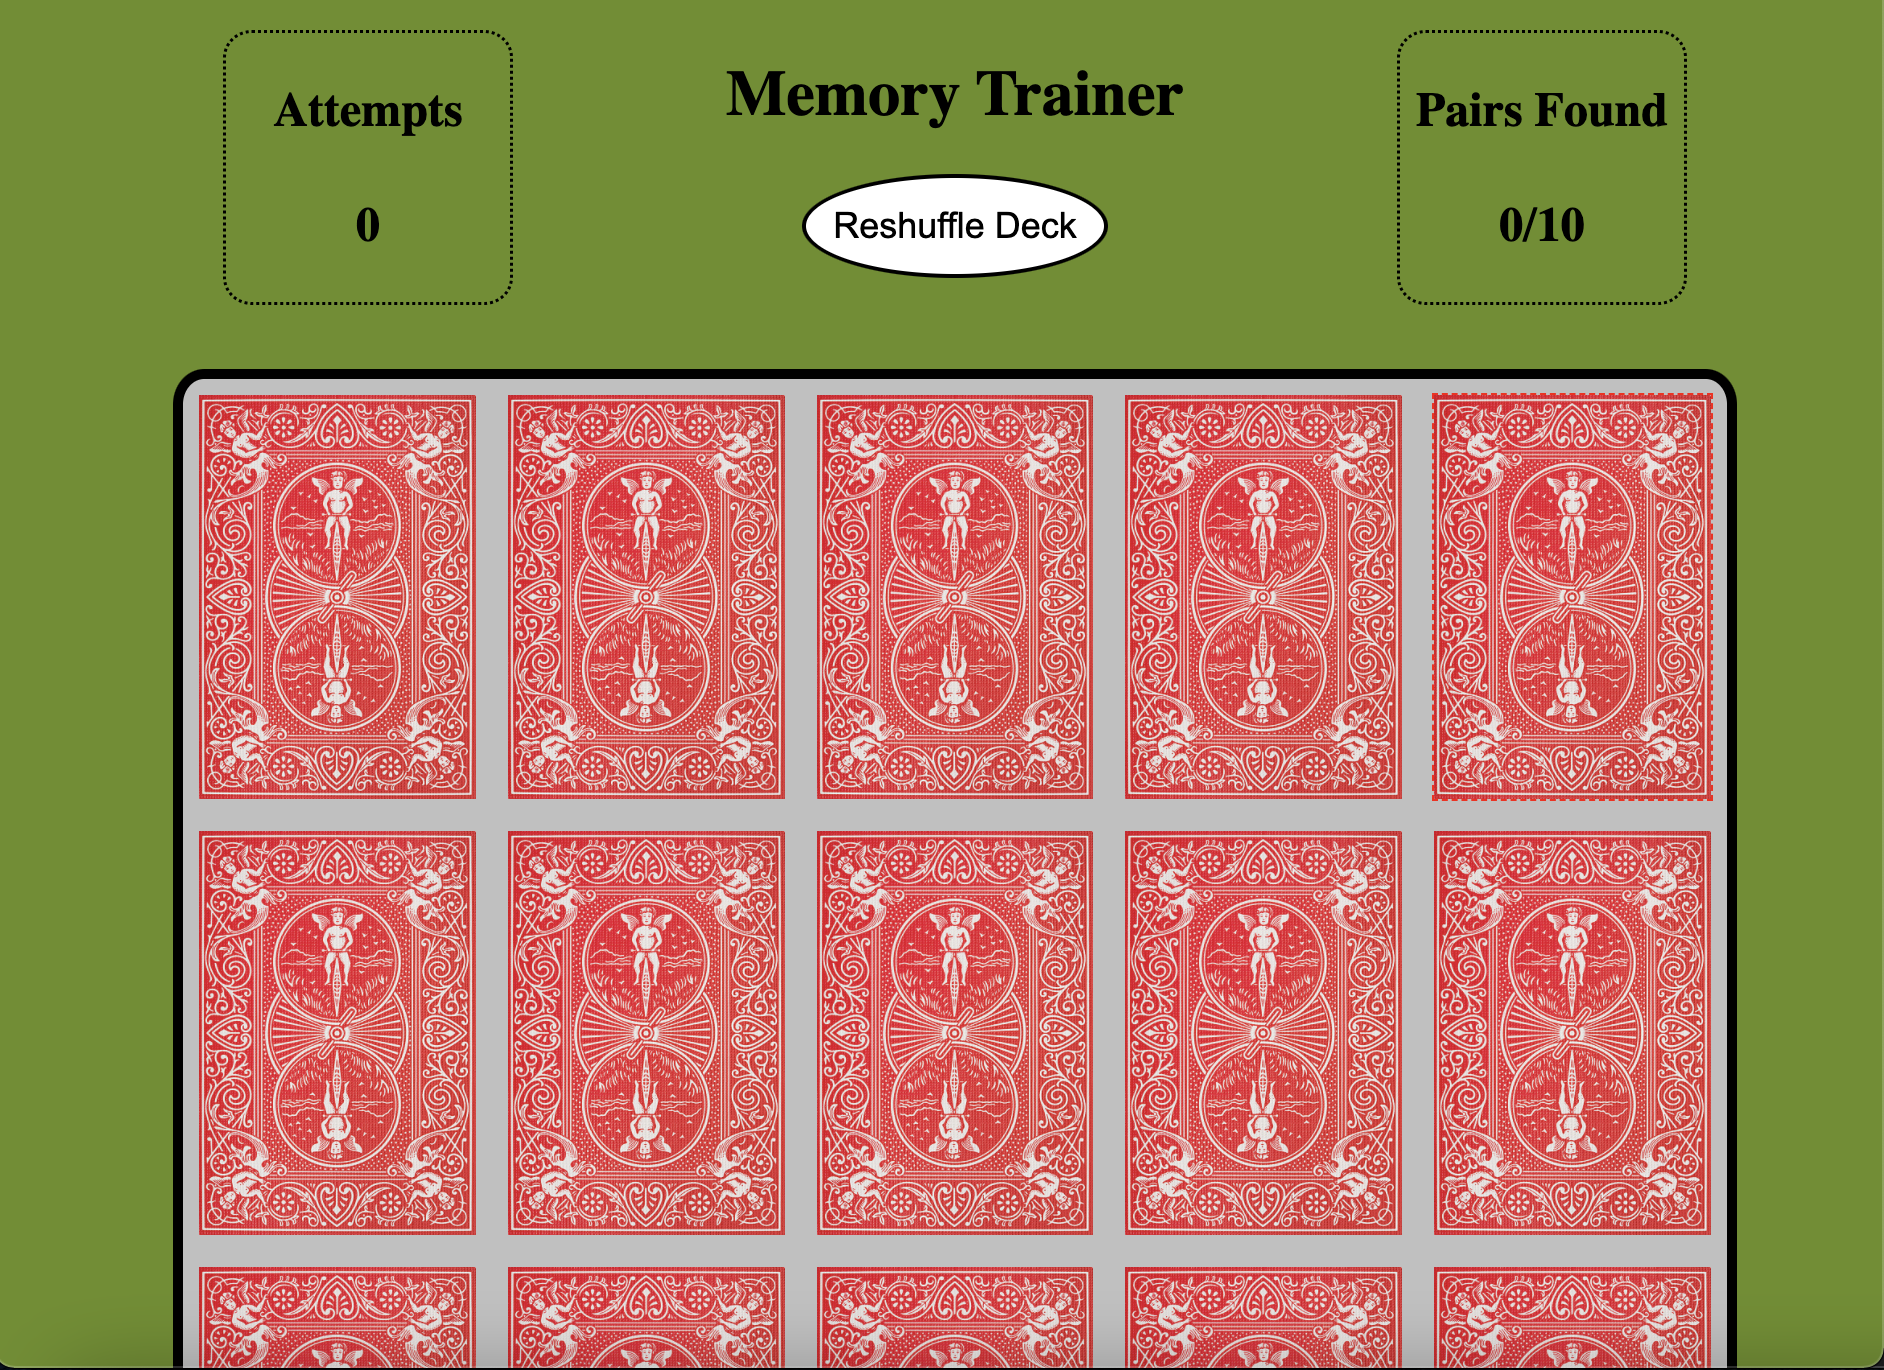 Attempts
0
Memory Trainer
Reshuffle Deck
Pairs Found
0/10